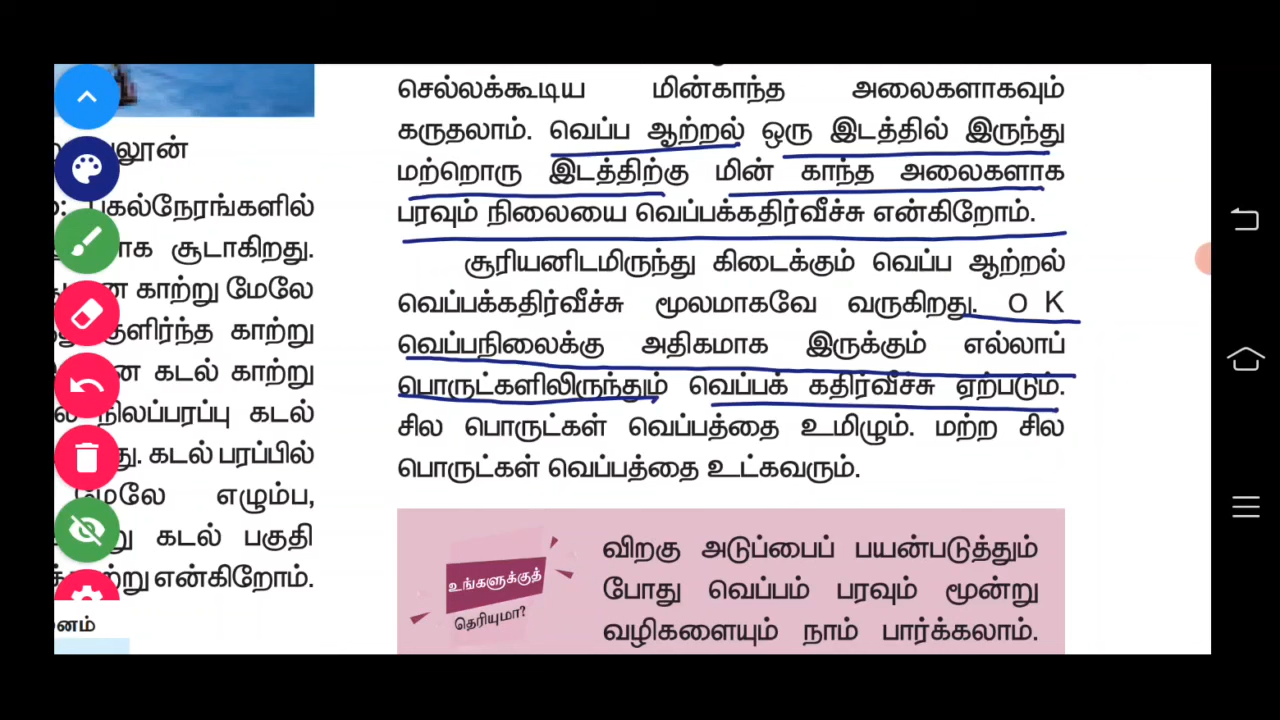 லூன்
பகல்நேரங்களில்
சூடாகிறது.
காற்று மேலே
குளிர்ந்த காற்று
கடல் காற்று
நிலப்பரப்பு கடல்
கடல் பரப்பில்
மேலே எழும்ப,
கடல் பகுதி
என்கிறோம்.
னம்
செல்லக்கூடிய மின்காந்த அலைகளாகவும்
கருதலாம். வெப்ப ஆற்றல் ஒரு இடத்தில் இருந்து
மற்றொரு இடத்திற்கு மின் காந்த அலைகளாக
பரவும் நிலையை வெப்பக்கதிர்வீச்சு என்கிறோம்.
சூரியனிடமிருந்து கிடைக்கும் வெப்ப ஆற்றல்
வெப்பக்கதிர்வீச்சு மூலமாகவே வருகிறது. 0 K
வெப்பநிலைக்கு அதிகமாக இருக்கும் எல்லாப்
பொருட்களிலிருந்தும் வெப்பக் கதிர்வீச்சு ஏற்படும்.
சில பொருட்கள் வெப்பத்தை உமிழும். மற்ற சில
பொருட்கள் வெப்பத்தை உட்கவரும்.
உங்களுக்குத்
தெரியுமா?
விறகு அடுப்பைப் பயன்படுத்தும்
போது வெப்பம் பரவும் மூன்று
வழிகளையும் நாம் பார்க்கலாம்.